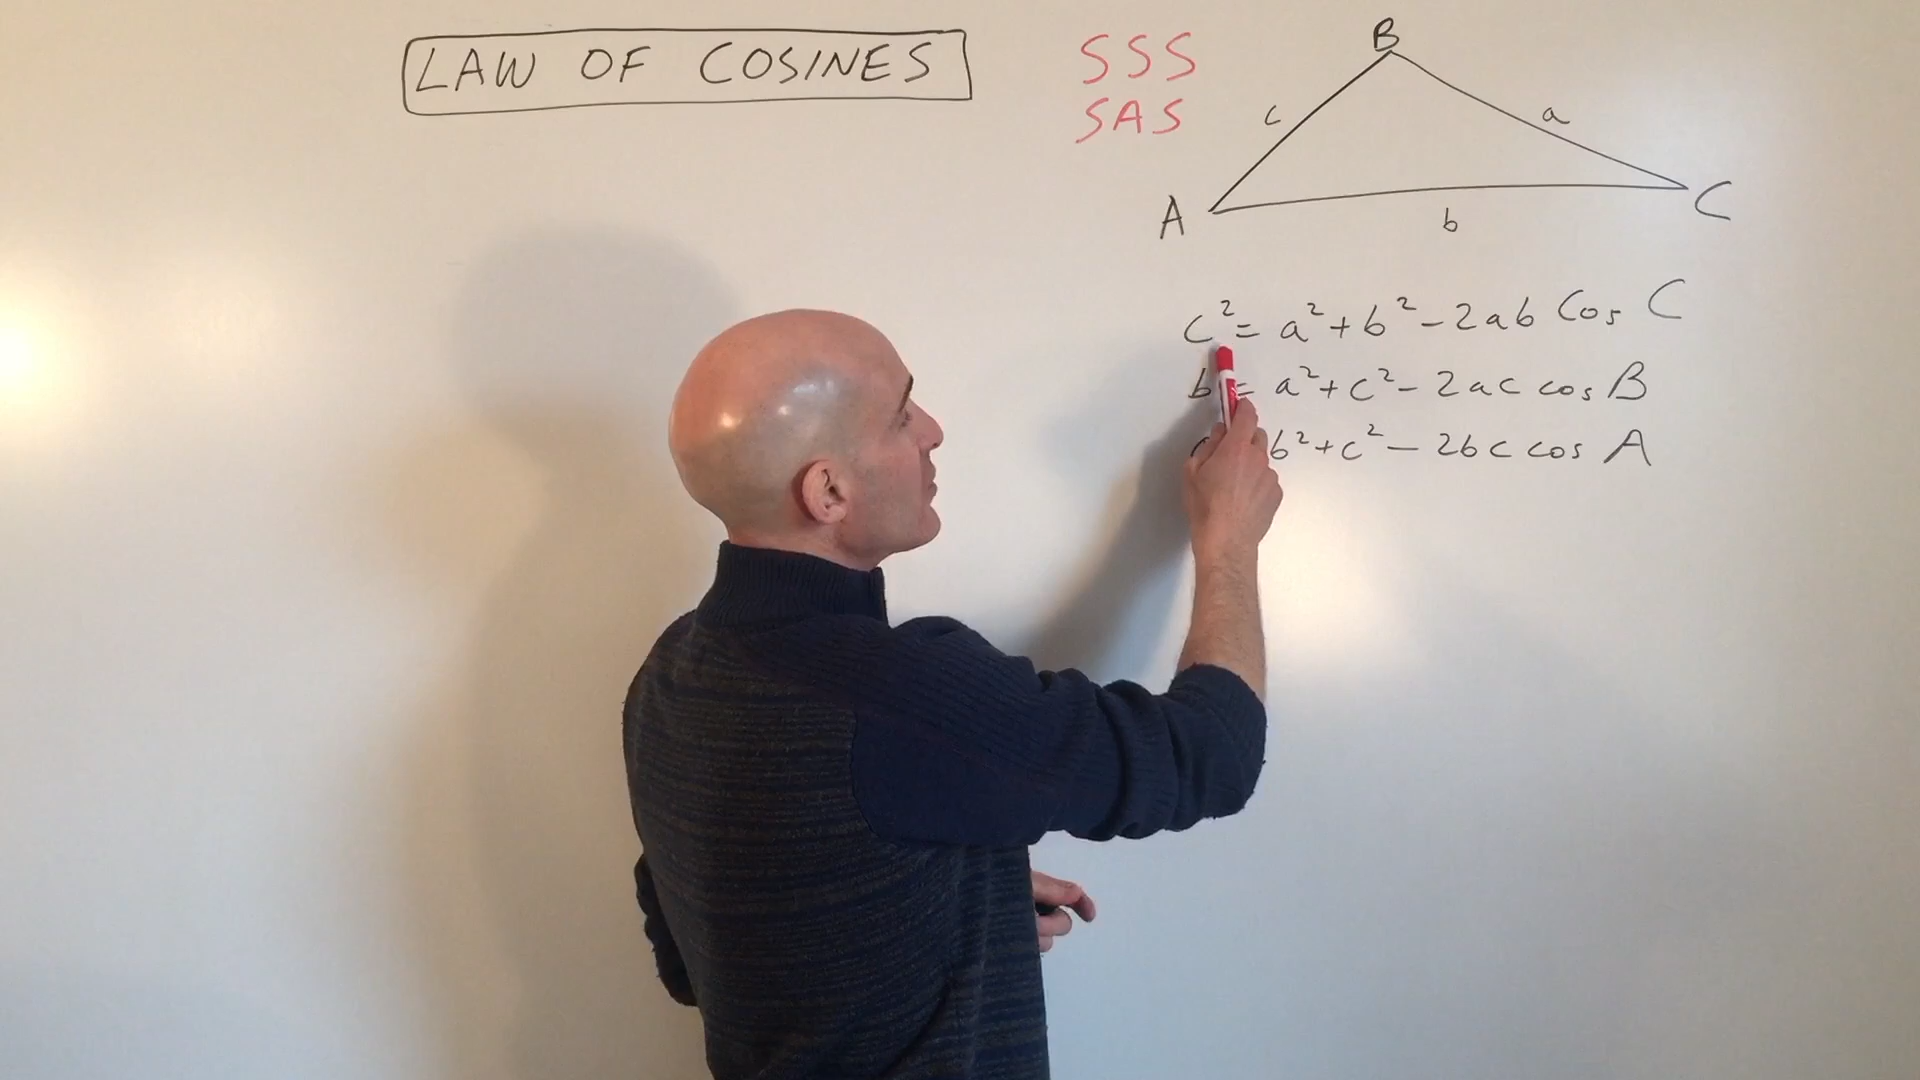 LAW OF COSINES
SSS
SAS
B
c
a
A
b
C
c² = a² + b² - 2ab Cos C
b = a² + c² - 2ac cos B
b² + c² - 2bc cos A